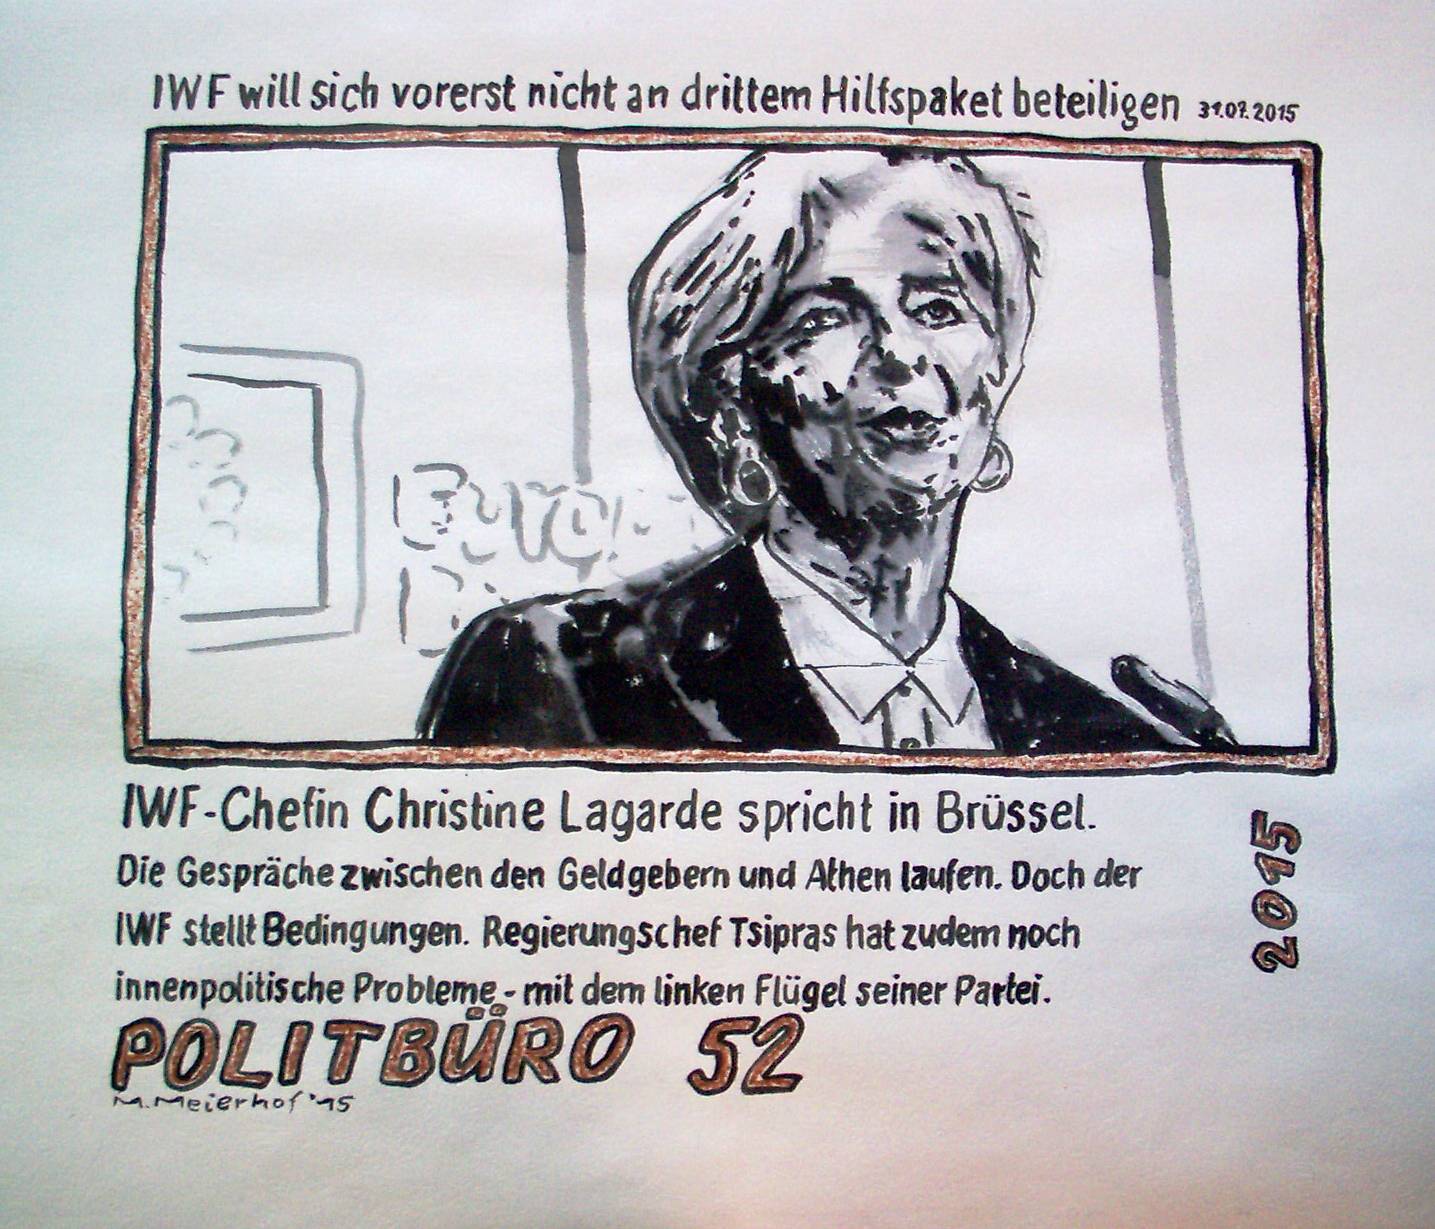 IWF will sich vorerst nicht an drittem Hilfspaket beteiligen 31.07.2015
Europ
IWF-Chefin Christine Lagarde spricht in Brüssel.
Die Gespräche zwischen den Geldgebern und Athen laufen. Doch der
IWF stellt Bedingungen. Regierungschef Tsipras hat zudem noch
innenpolitische Probleme - mit dem linken Flügel seiner Partei.
2015
POLITBÜRO 52
M. Meierhof '15